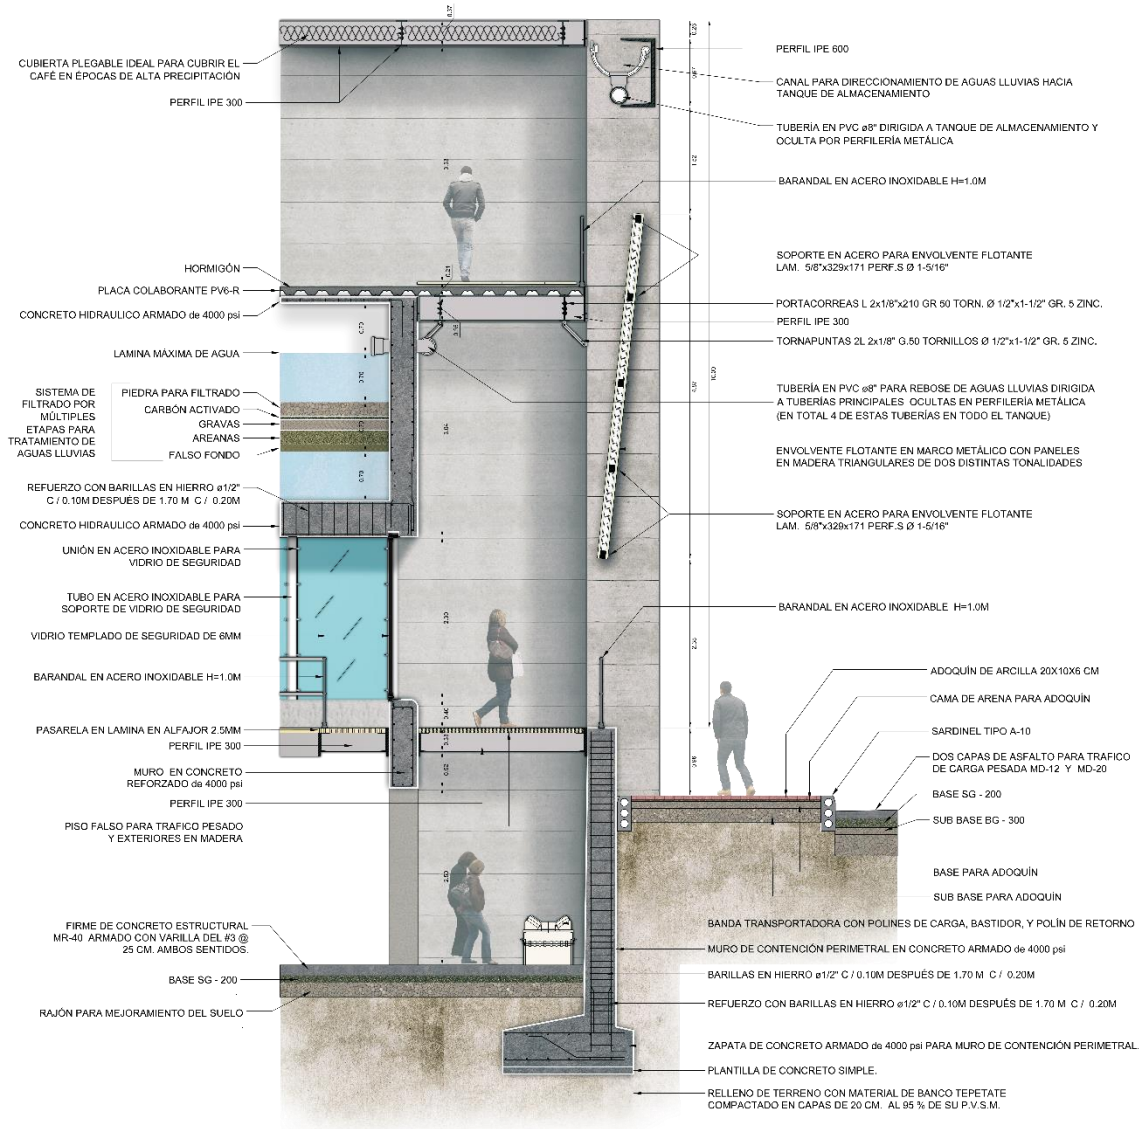 CUBIERTA PLEGABLE IDEAL PARA CUBRIR EL
CAFÉ EN ÉPOCAS DE ALTA PRECIPITACIÓN
PERFIL IPE 300
HORMIGÓN
PLACA COLABORANTE PV6-R
CONCRETO HIDRAULICO ARMADO de 4000 psi
LAMINA MÁXIMA DE AGUA
SISTEMA DE
FILTRADO POR
MÚLTIPLES
ETAPAS PARA
TRATAMIENTO DE
AGUAS LLUVIAS
PIEDRA PARA FILTRADO
CARBÓN ACTIVADO
GRAVAS
AREANAS
FALSO FONDO
REFUERZO CON BARILLAS EN HIERRO ø1/2"
C / 0.10M DESPUÉS DE 1.70 M C / 0.20M
CONCRETO HIDRAULICO ARMADO de 4000 psi
UNIÓN EN ACERO INOXIDABLE PARA
VIDRIO DE SEGURIDAD
TUBO EN ACERO INOXIDABLE PARA
SOPORTE DE VIDRIO DE SEGURIDAD
VIDRIO TEMPLADO DE SEGURIDAD DE 6MM
BARANDAL EN ACERO INOXIDABLE H=1.0M
PASARELA EN LAMINA EN ALFAJOR 2.5MM
PERFIL IPE 300
MURO EN CONCRETO
REFORZADO de 4000 psi
PERFIL IPE 300
PISO FALSO PARA TRAFICO PESADO
Y EXTERIORES EN MADERA
FIRME DE CONCRETO ESTRUCTURAL
MR-40 ARMADO CON VARILLA DEL #3 @
25 CM. AMBOS SENTIDOS.
BASE SG - 200
RAJÓN PARA MEJORAMIENTO DEL SUELO
PERFIL IPE 600
CANAL PARA DIRECCIONAMIENTO DE AGUAS LLUVIAS HACIA
TANQUE DE ALMACENAMIENTO
TUBERÍA EN PVC ø8" DIRIGIDA A TANQUE DE ALMACENAMIENTO Y
OCULTA POR PERFILERÍA METÁLICA
BARANDAL EN ACERO INOXIDABLE H=1.0M
SOPORTE EN ACERO PARA ENVOLVENTE FLOTANTE
LAM. 5/8"x329x171 PERF.S Ø 1-5/16"
PORTACORREAS L 2x1/8"x210 GR 50 TORN. Ø 1/2"x1-1/2" GR. 5 ZINC.
PERFIL IPE 300
TORNAPUNTAS 2L 2x1/8" G.50 TORNILLOS Ø 1/2"x1-1/2" GR. 5 ZINC.
TUBERÍA EN PVC ø8" PARA REBOSE DE AGUAS LLUVIAS DIRIGIDA
A TUBERÍAS PRINCIPALES OCULTAS EN PERFILERÍA METÁLICA
(EN TOTAL 4 DE ESTAS TUBERÍAS EN TODO EL TANQUE)
ENVOLVENTE FLOTANTE EN MARCO METÁLICO CON PANELES
EN MADERA TRIANGULARES DE DOS DISTINTAS TONALIDADES
SOPORTE EN ACERO PARA ENVOLVENTE FLOTANTE
LAM. 5/8"x329x171 PERF.S Ø 1-5/16"
BARANDAL EN ACERO INOXIDABLE H=1.0M
ADOQUÍN DE ARCILLA 20X10X6 CM
CAMA DE ARENA PARA ADOQUÍN
SARDINEL TIPO A-10
DOS CAPAS DE ASFALTO PARA TRAFICO
DE CARGA PESADA MD-12 Y MD-20
BASE SG - 200
SUB BASE BG - 300
BASE PARA ADOQUÍN
SUB BASE PARA ADOQUÍN
BANDA TRANSPORTADORA CON POLINES DE CARGA, BASTIDOR, Y POLÍN DE RETORNO
MURO DE CONTENCIÓN PERIMETRAL EN CONCRETO ARMADO de 4000 psi
BARILLAS EN HIERRO ø1/2" C / 0.10M DESPUÉS DE 1.70 M C / 0.20M
REFUERZO CON BARILLAS EN HIERRO ø1/2" C / 0.10M DESPUÉS DE 1.70 M C / 0.20M
ZAPATA DE CONCRETO ARMADO de 4000 psi PARA MURO DE CONTENCIÓN PERIMETRAL.
PLANTILLA DE CONCRETO SIMPLE.
RELLENO DE TERRENO CON MATERIAL DE BANCO TEPETATE
COMPACTADO EN CAPAS DE 20 CM. AL 95 % DE SU P.V.S.M.